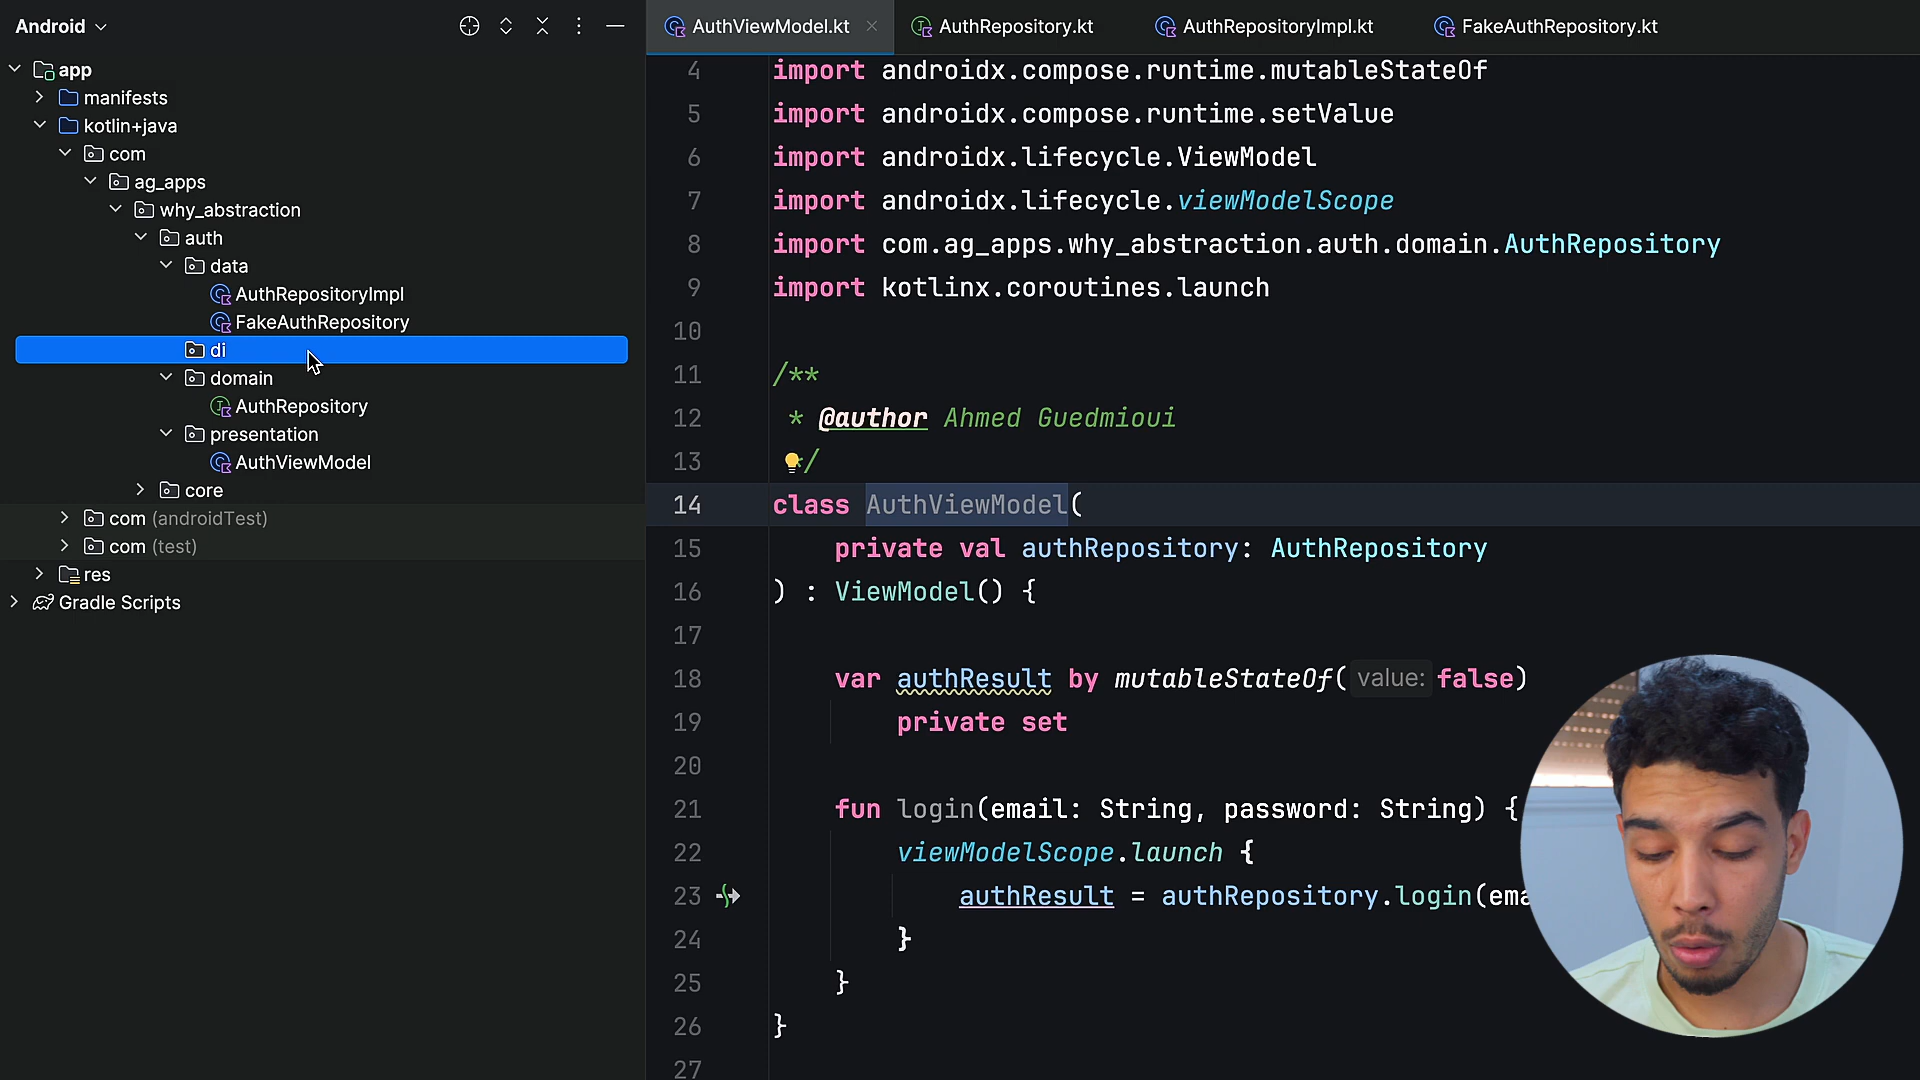 Android
AuthViewModel.kt
AuthRepository.kt
AuthRepositoryImpl.kt
FakeAuthRepository.kt
app
manifests
kotlin+java
com
ag_apps
why_abstraction
auth
data
AuthRepositoryImpl
FakeAuthRepository
di
domain
AuthRepository
presentation
AuthViewModel
core
com (androidTest)
com (test)
res
Gradle Scripts
4 import androidx.compose.runtime.mutableStateOf
5 import androidx.compose.runtime.setValue
6 import androidx.lifecycle.ViewModel
7 import androidx.lifecycle.viewModelScope
8 import com.ag_apps.why_abstraction.auth.domain.AuthRepository
9 import kotlinx.coroutines.launch
10
11 /**
12 * @author Ahmed Guedmioui
13 */
14 class AuthViewModel(
15 private val authRepository: AuthRepository
16 ) : ViewModel() {
17
18 var authResult by mutableStateOf( value: false)
19 private set
20
21 fun login(email: String, password: String) {
22 viewModelScope.launch {
23 authResult = authRepository.login(ema
24 }
25 }
26 }
27